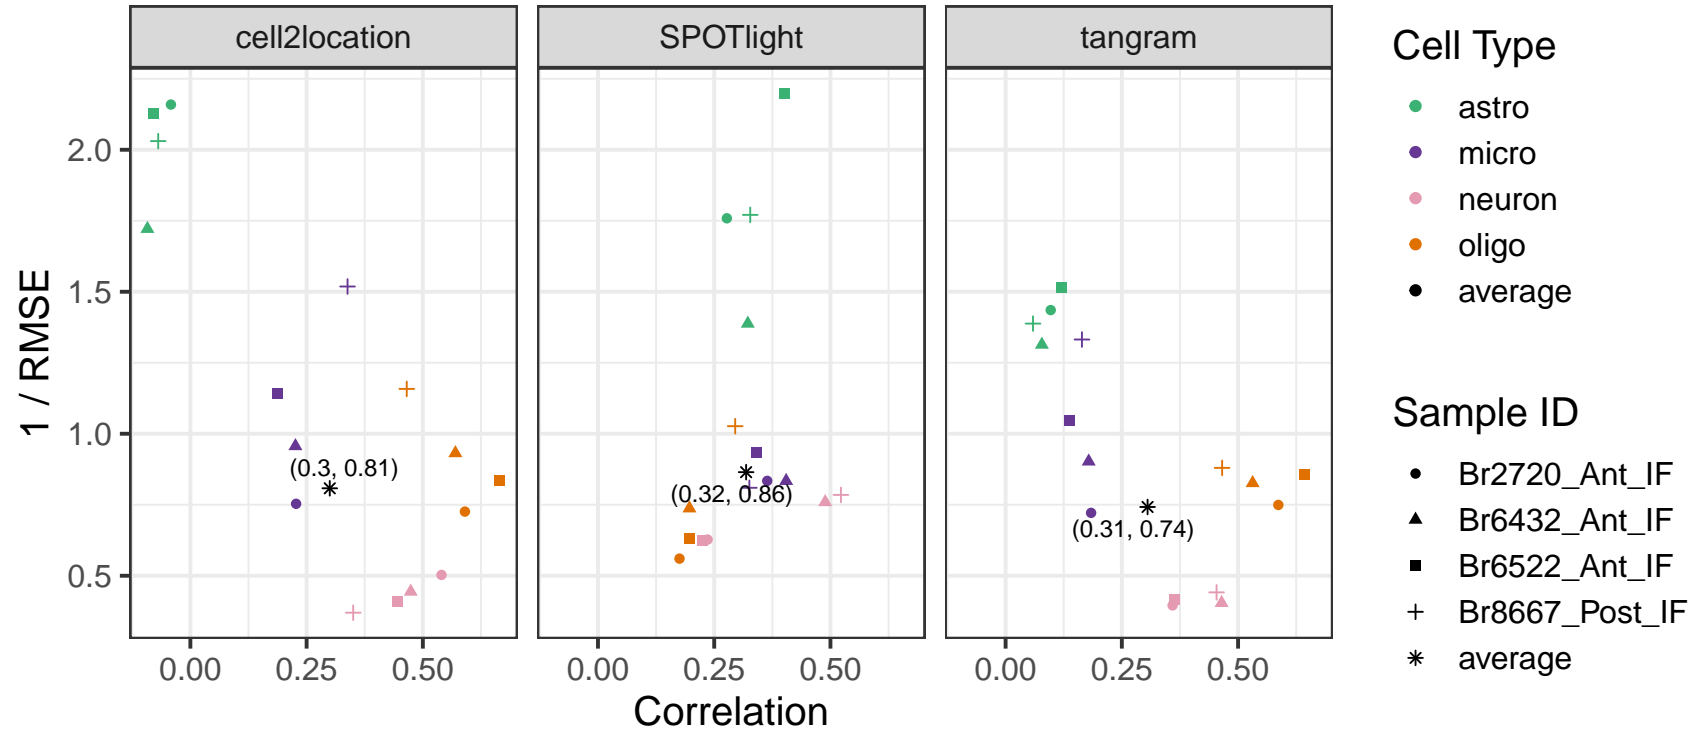 cell2location
SPOTlight
tangram
1 / RMSE
2.0
1.5
1.0
0.5
(0.3, 0.81)
(0.32, 0.86)
(0.31, 0.74)
0.00 0.25 0.50
0.00 0.25 0.50
0.00 0.25 0.50
Correlation
Cell Type
astro
micro
neuron
oligo
average
Sample ID
Br2720_Ant_IF
Br6432_Ant_IF
Br6522_Ant_IF
Br8667_Post_IF
average